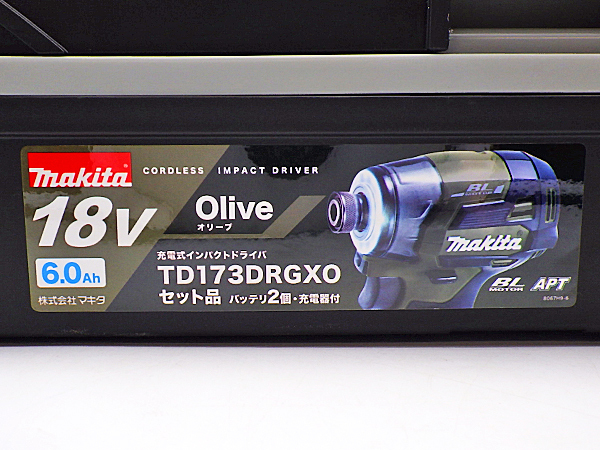 makita
CORDLESS IMPACT DRIVER
18V
Olive
オリーブ
6.0Ah
充電式インパクトドライバ
TD173DRGXO
セット品 バッテリ2個・充電器付
株式会社マキタ
BL
makita
BL
MOTOR
APT
8067H9-6